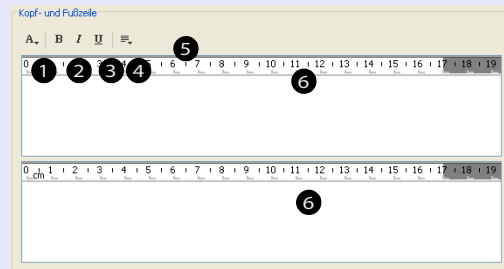 Kopf- und Fußzeile
A B I U
5
0 1 2 3 4 6 7 8 9 10 11 12 13 14 15 16 17 18 19
1 2 3 4 6
0 1 2 3 4 5 6 7 8 9 10 11 12 13 14 15 16 17 18 19
cm
6